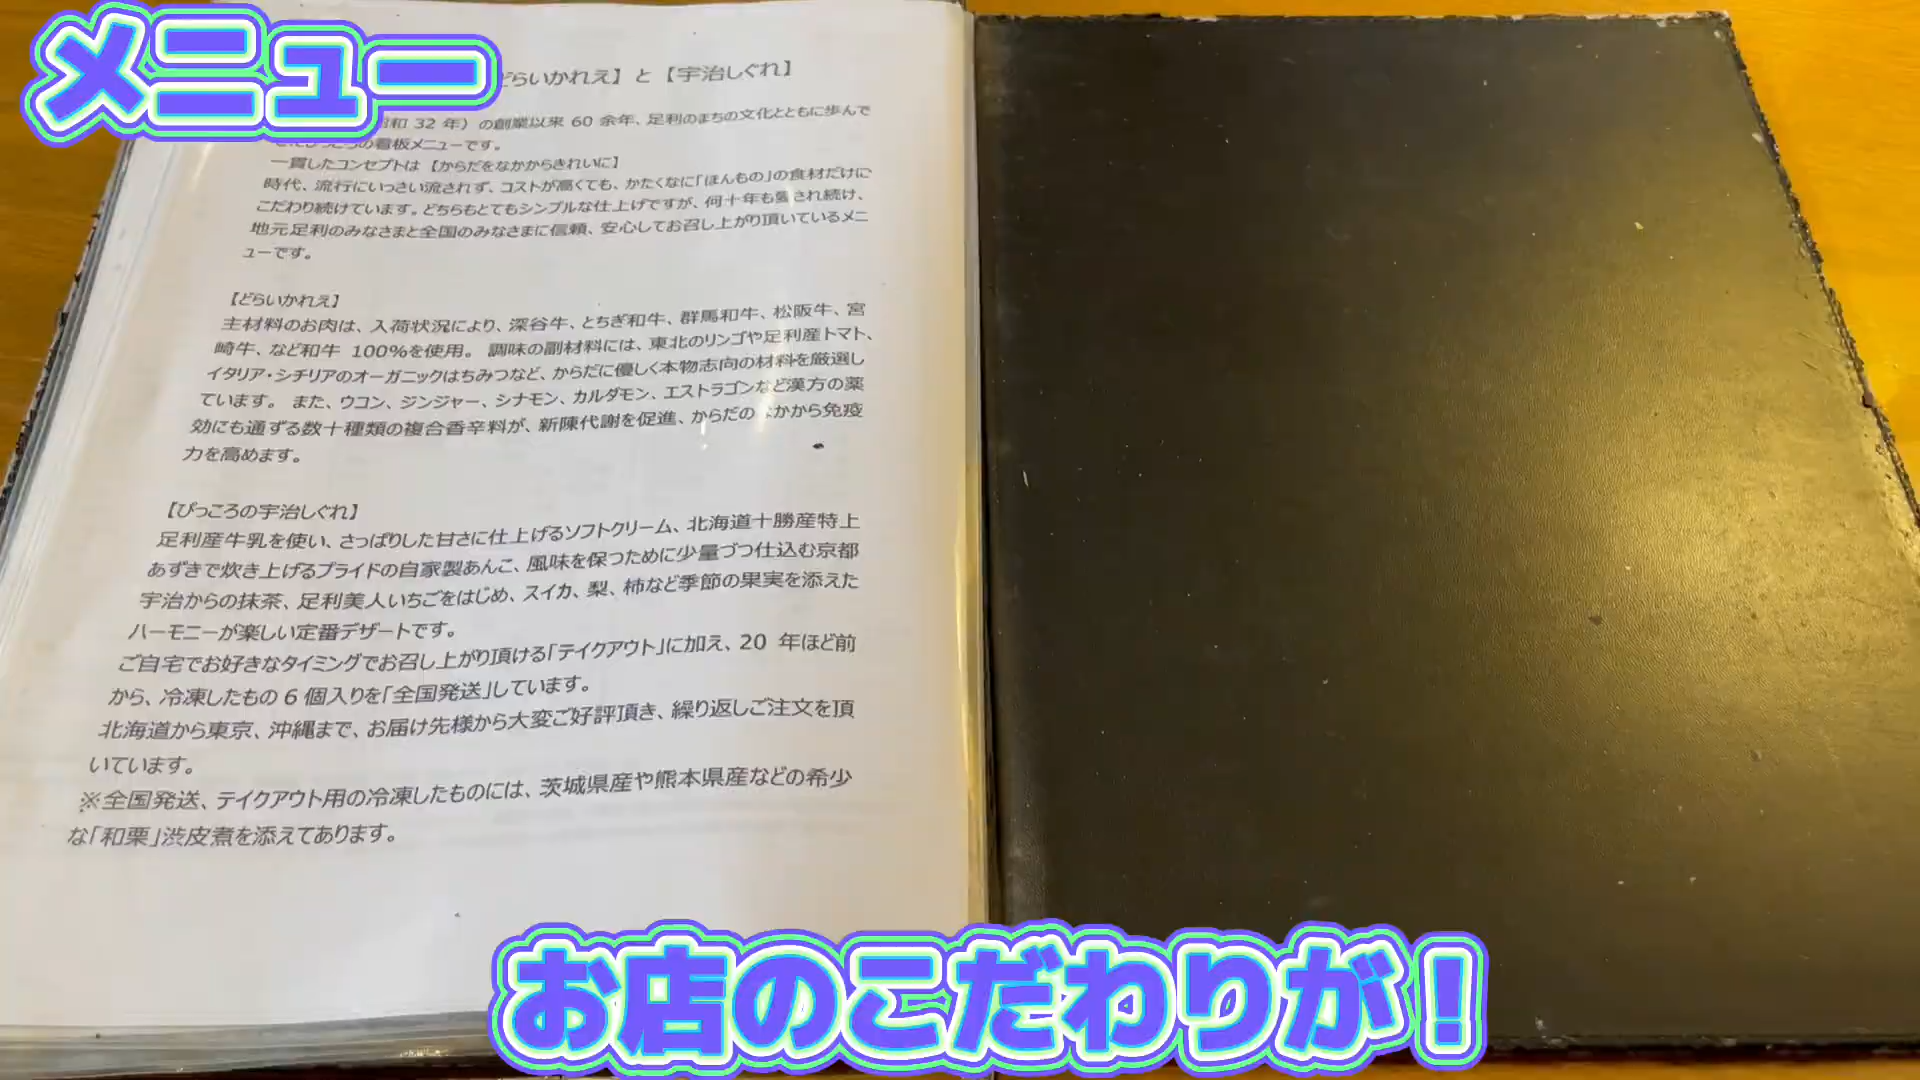 メニュー
どらいかれえ】と【宇治しぐれ】
昭和 32 年）の創業以来 60 余年、足利のまちの文化とともに歩んで
の看板メニューです。
一貫したコンセプトは【からだをなかからきれいに】
時代、流行にいっさい流されず、コストが高くても、かたくなに「ほんもの」の食材だけに
こだわり続けています。どちらもとてもシンプルな仕上げですが、何十年も愛され続け、
地元足利のみなさまと全国のみなさまに信頼、安心してお召し上がり頂いているメニ
ューです。
【どらいかれえ】
主材料のお肉は、入荷状況により、深谷牛、とちぎ和牛、群馬和牛、松阪牛、宮
崎牛、など和牛 100%を使用。 調味の副材料には、東北のリンゴや足利産トマト、
イタリア・シチリアのオーガニックはちみつなど、からだに優しく本物志向の材料を厳選し
ています。 また、ウコン、ジンジャー、シナモン、カルダモン、エストラゴンなど漢方の薬
効にも通ずる数十種類の複合香辛料が、新陳代謝を促進、からだのなかから免疫
力を高めます。
【ぴっころの宇治しぐれ】
足利産牛乳を使い、さっぱりした甘さに仕上げるソフトクリーム、北海道十勝産特上
あずきで炊き上げるプライドの自家製あんこ、風味を保つために少量づつ仕込む京都
宇治からの抹茶、足利美人いちごをはじめ、スイカ、梨、柿など季節の果実を添えた
ハーモニーが楽しい定番デザートです。
ご自宅でお好きなタイミングでお召し上がり頂ける「テイクアウト」に加え、20 年ほど前
から、冷凍したもの 6 個入りを「全国発送」しています。
北海道から東京、沖縄まで、お届け先様から大変ご好評頂き、繰り返しご注文を頂
いています。
※全国発送、テイクアウト用の冷凍したものには、茨城県産や熊本県産などの希少
な「和栗」渋皮煮を添えてあります。
お店のこだわりが！